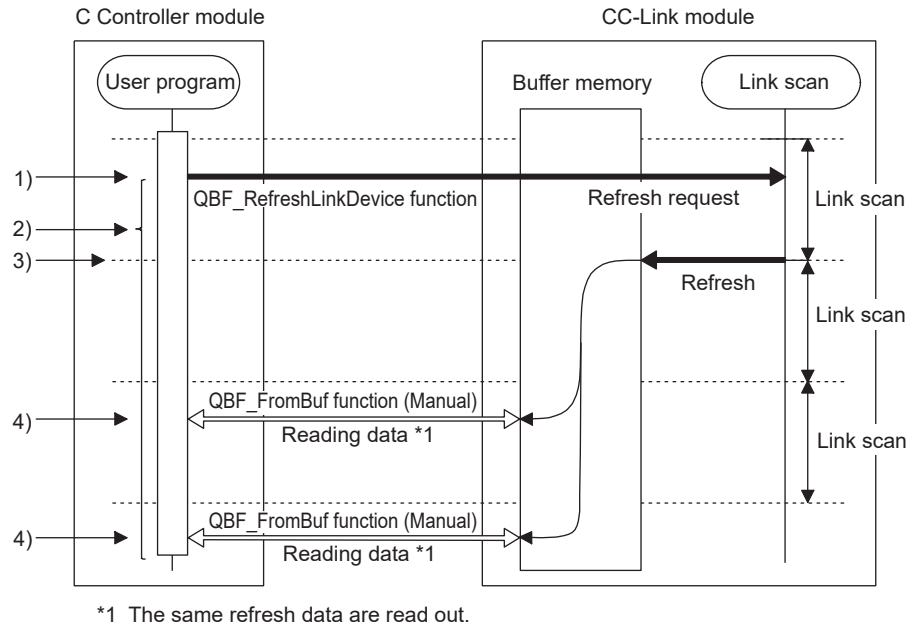 C Controller module
CC-Link module
User program
Buffer memory
Link scan
1)
QBF_RefreshLinkDevice function
Refresh request
Link scan
2)
3)
Refresh
Link scan
QBF_FromBuf function (Manual)
4)
Reading data *1
Link scan
QBF_FromBuf function (Manual)
4)
Reading data *1
*1 The same refresh data are read out.